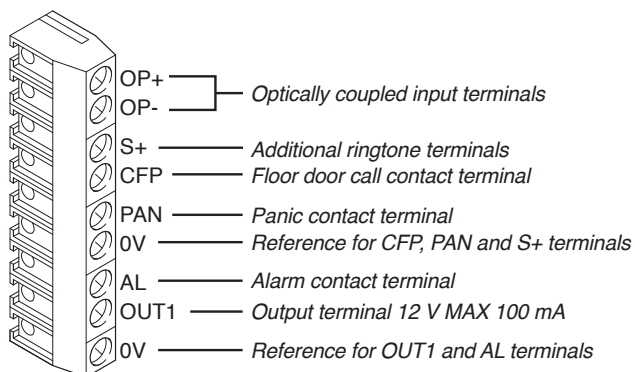 OP+
OP-
Optically coupled input terminals
S+ Additional ringtone terminals
CFP Floor door call contact terminal
PAN Panic contact terminal
0V Reference for CFP, PAN and S+ terminals
AL Alarm contact terminal
OUT1 Output terminal 12 V MAX 100 mA
0V Reference for OUT1 and AL terminals